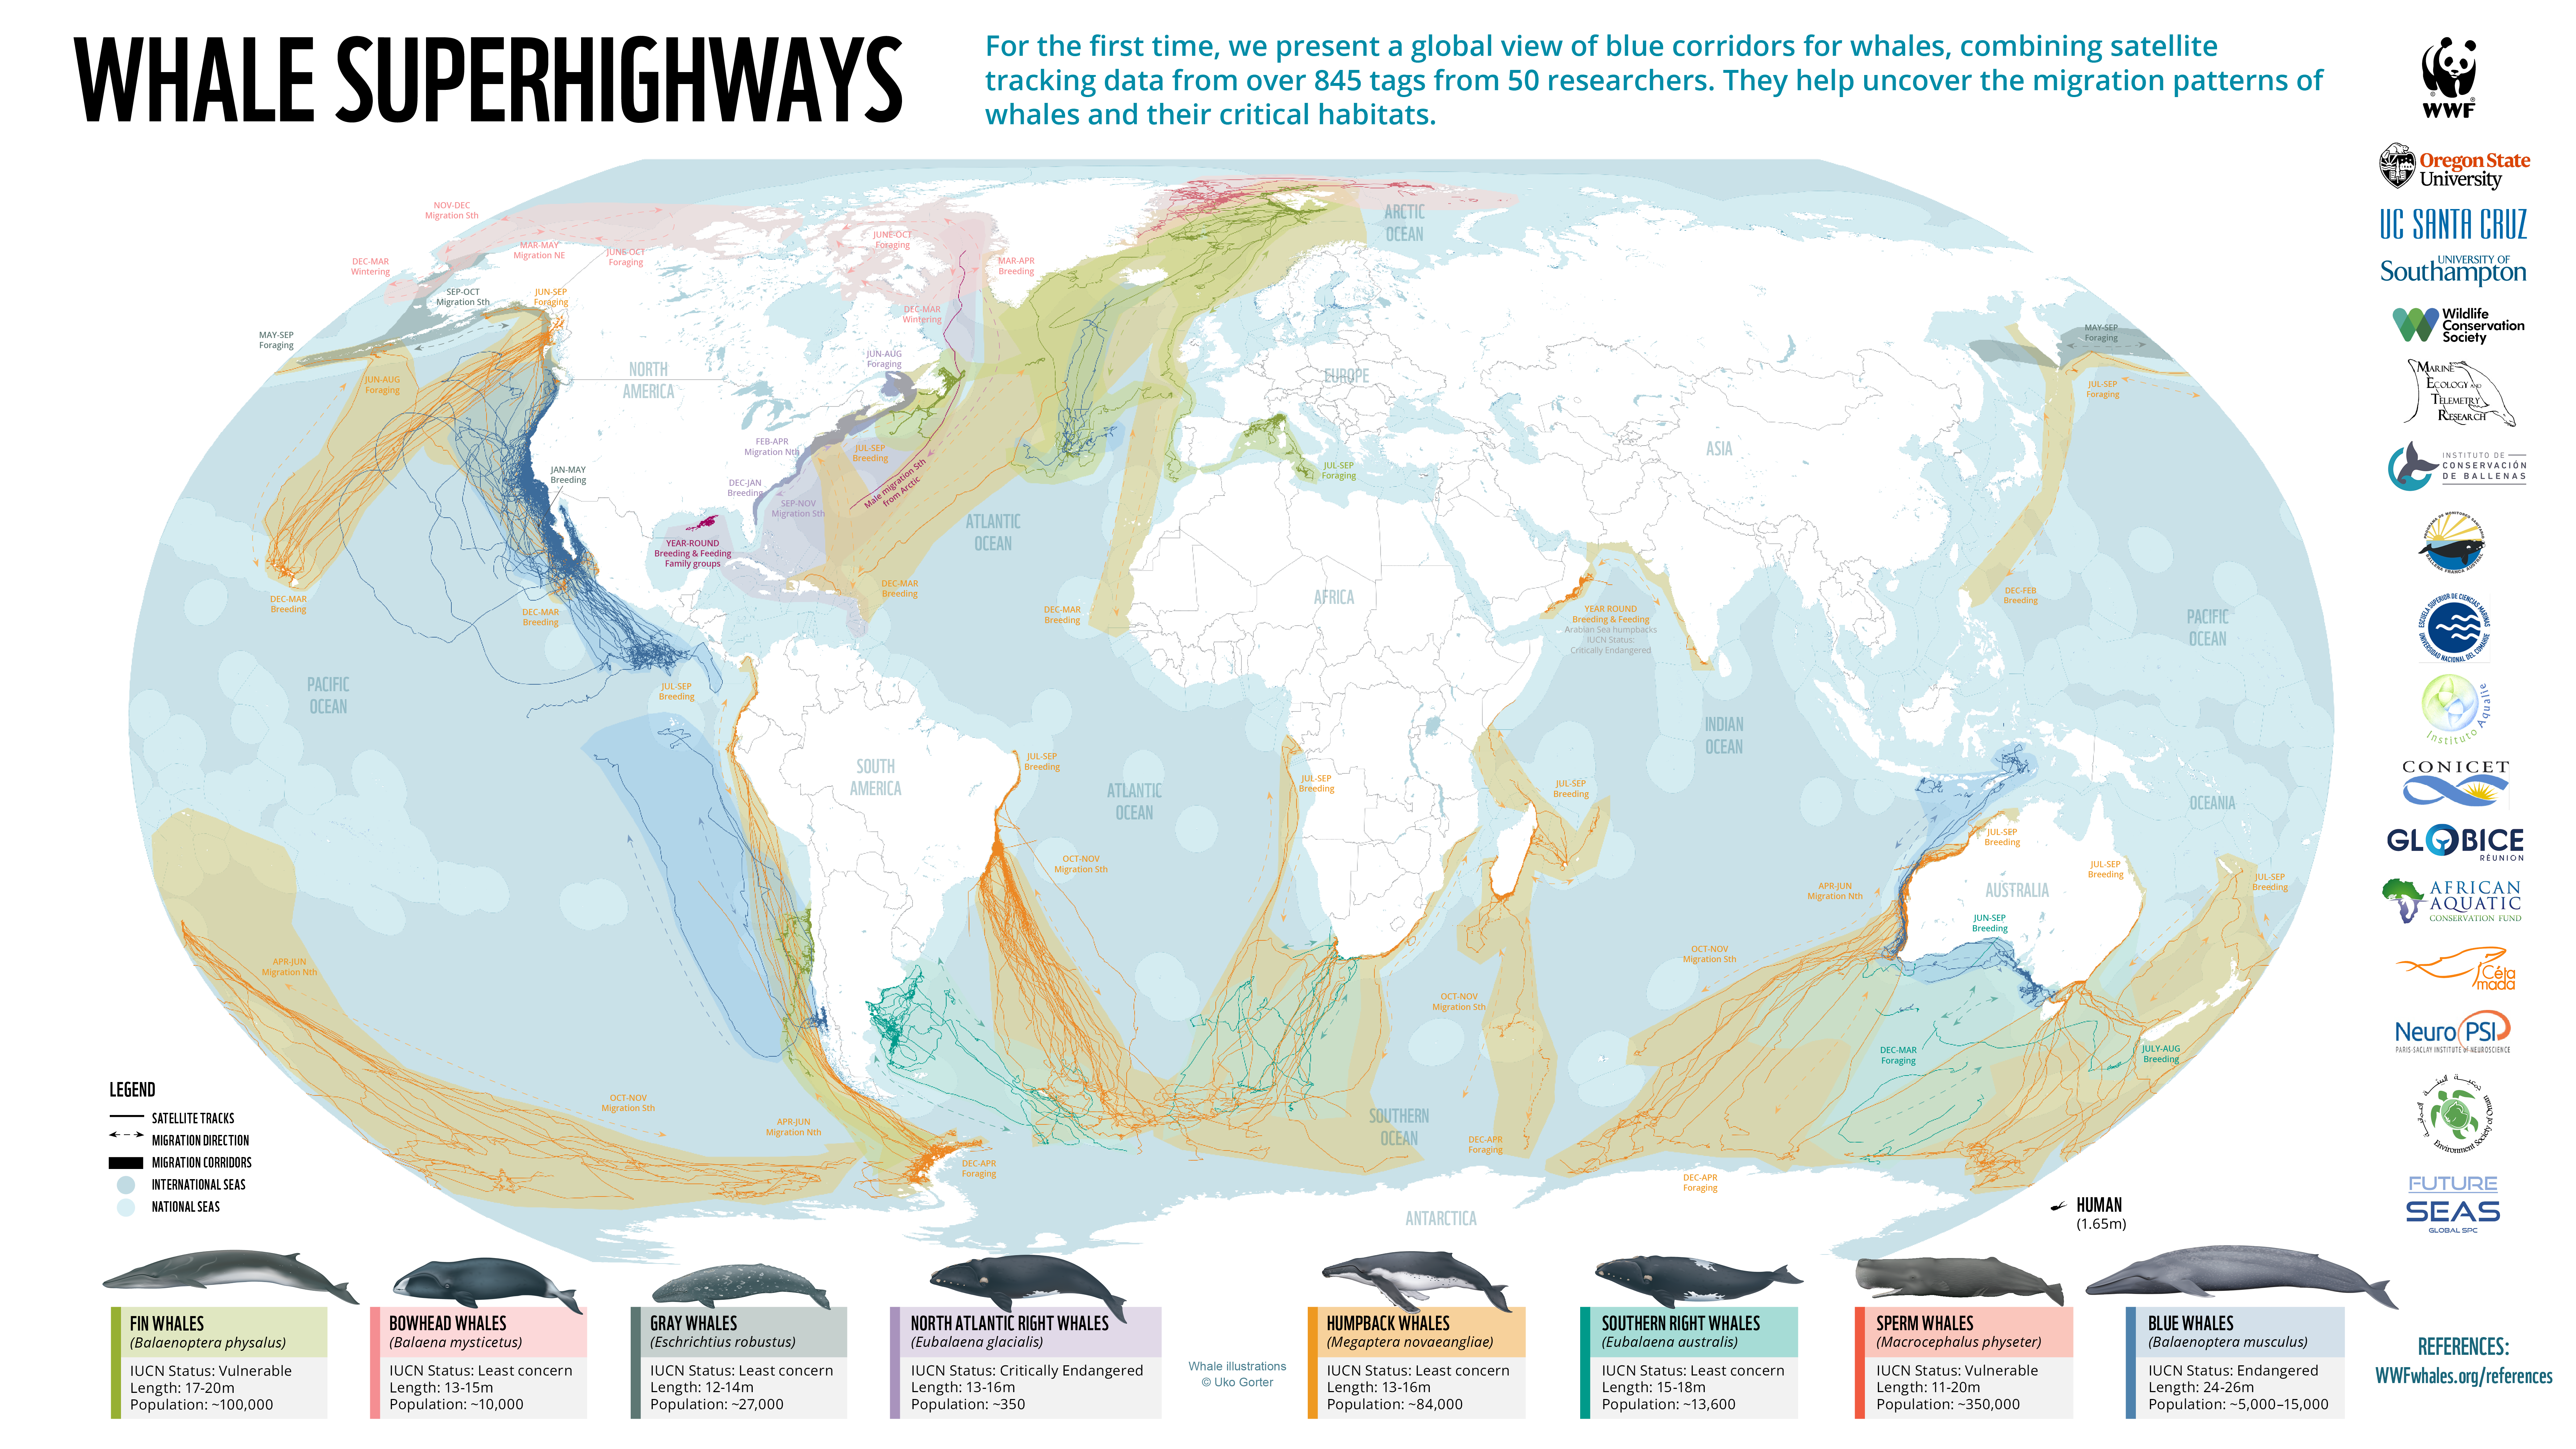 WHALE SUPERHIGHWAYS
For the first time, we present a global view of blue corridors for whales, combining satellite
tracking data from over 845 tags from 50 researchers. They help uncover the migration patterns of
whales and their critical habitats.
WWF
Oregon State
University
UC SANTA CRUZ
UNIVERSITY OF
Southampton
Wildlife
Conservation
Society
MARINE
ECOLOGY AND
TELEMETRY
RESEARCH
INSTITUTO DE
CONSERVACIÓN
DE BALLENAS
ESCUELA SUPERIOR DE CIENCIAS MARINAS
UNIVERSIDAD NACIONAL DEL COMAHUE
Instituto Aqualie
CONICET
GLOBICE
RÉUNION
AFRICAN
AQUATIC
CONSERVATION FUND
Céta
mada
Neuro PSI
PARIS-SACLAY INSTITUTE of NEUROSCIENCE
Environment Society of Oman
FUTURE
SEAS
GLOBAL SPC
NOV-DEC
Migration Sth
MAR-MAY
Migration NE
JUNE-OCT
Foraging
DEC-MAR
Wintering
SEP-OCT
Migration Sth
JUN-SEP
Foraging
MAY-SEP
Foraging
JUN-AUG
Foraging
JUNE-OCT
Foraging
MAR-APR
Breeding
DEC-MAR
Wintering
JUN-AUG
Foraging
NORTH
AMERICA
ARCTIC
OCEAN
EUROPE
ASIA
MAY-SEP
Foraging
JUL-SEP
Foraging
FEB-APR
Migration Nth
JUL-SEP
Breeding
JAN-MAY
Breeding
DEC-JAN
Breeding
SEP-NOV
Migration Sth
Male migration Sth
from Arctic
JUL-SEP
Foraging
YEAR-ROUND
Breeding & Feeding
Family groups
ATLANTIC
OCEAN
DEC-MAR
Breeding
DEC-MAR
Breeding
DEC-MAR
Breeding
DEC-MAR
Breeding
AFRICA
YEAR ROUND
Breeding & Feeding
Arabian Sea humpbacks
IUCN Status:
Critically Endangered
DEC-FEB
Breeding
PACIFIC
OCEAN
PACIFIC
OCEAN
JUL-SEP
Breeding
SOUTH
AMERICA
JUL-SEP
Breeding
ATLANTIC
OCEAN
JUL-SEP
Breeding
INDIAN
OCEAN
JUL-SEP
Breeding
OCEANIA
JUL-SEP
Breeding
JUL-SEP
Breeding
JUL-SEP
Breeding
AUSTRALIA
APR-JUN
Migration Nth
JUN-SEP
Breeding
OCT-NOV
Migration Sth
OCT-NOV
Migration Sth
APR-JUN
Migration Nth
OCT-NOV
Migration Sth
DEC-MAR
Foraging
JULY-AUG
Breeding
OCT-NOV
Migration Sth
APR-JUN
Migration Nth
SOUTHERN
OCEAN
DEC-APR
Foraging
DEC-APR
Foraging
DEC-APR
Foraging
ANTARCTICA
LEGEND
SATELLITE TRACKS
MIGRATION DIRECTION
MIGRATION CORRIDORS
INTERNATIONAL SEAS
NATIONAL SEAS
HUMAN
(1.65m)
FIN WHALES
(Balaenoptera physalus)
IUCN Status: Vulnerable
Length: 17-20m
Population: ~100,000
BOWHEAD WHALES
(Balaena mysticetus)
IUCN Status: Least concern
Length: 13-15m
Population: ~10,000
GRAY WHALES
(Eschrichtius robustus)
IUCN Status: Least concern
Length: 12-14m
Population: ~27,000
NORTH ATLANTIC RIGHT WHALES
(Eubalaena glacialis)
IUCN Status: Critically Endangered
Length: 13-16m
Population: ~350
Whale illustrations
© Uko Gorter
HUMPBACK WHALES
(Megaptera novaeangliae)
IUCN Status: Least concern
Length: 13-16m
Population: ~84,000
SOUTHERN RIGHT WHALES
(Eubalaena australis)
IUCN Status: Least concern
Length: 15-18m
Population: ~13,600
SPERM WHALES
(Macrocephalus physeter)
IUCN Status: Vulnerable
Length: 11-20m
Population: ~350,000
BLUE WHALES
(Balaenoptera musculus)
IUCN Status: Endangered
Length: 24-26m
Population: ~5,000–15,000
REFERENCES:
WWFwhales.org/references